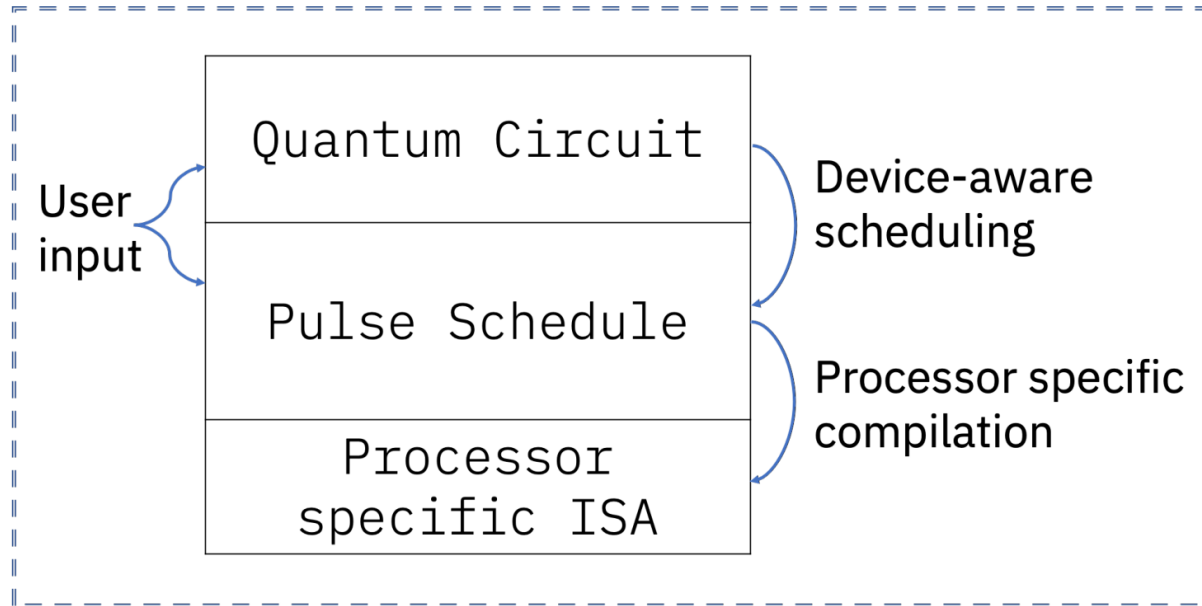 Quantum Circuit
User
input
Device-aware
scheduling
Pulse Schedule
Processor specific
compilation
Processor
specific ISA